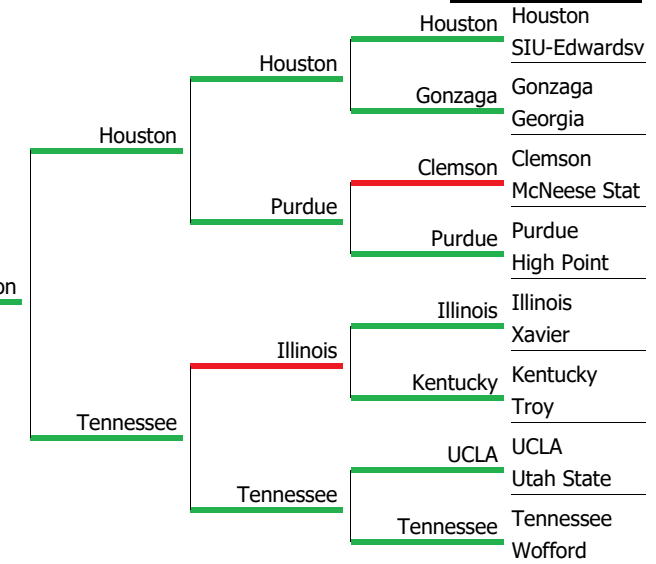 Houston
SIU-Edwardsv
Houston
Gonzaga
Georgia
Gonzaga
Houston
Clemson
McNeese Stat
Clemson
Purdue
High Point
Purdue
Purdue
Houston
on
Illinois
Xavier
Illinois
Kentucky
Troy
Kentucky
Illinois
UCLA
Utah State
UCLA
Tennessee
Wofford
Tennessee
Tennessee
Tennessee